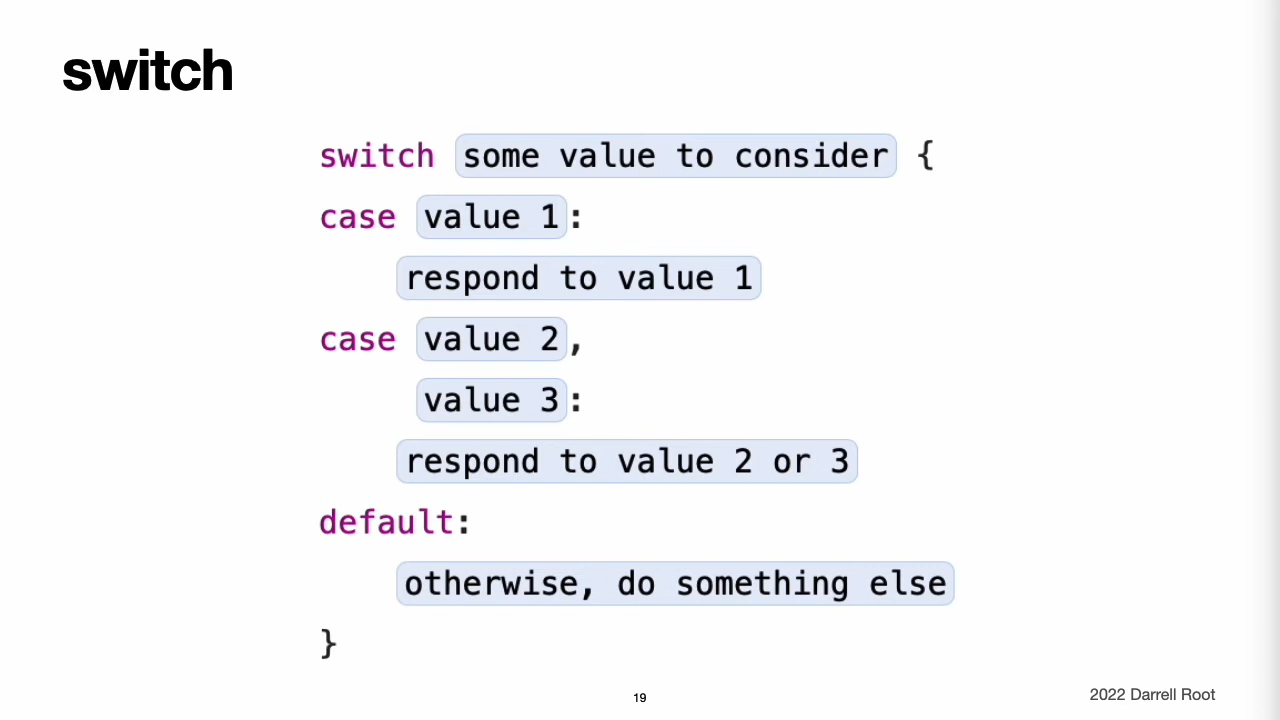 switch
switch some value to consider {
case value 1:
respond to value 1
case value 2,
value 3:
respond to value 2 or 3
default:
otherwise, do something else
}
19
2022 Darrell Root